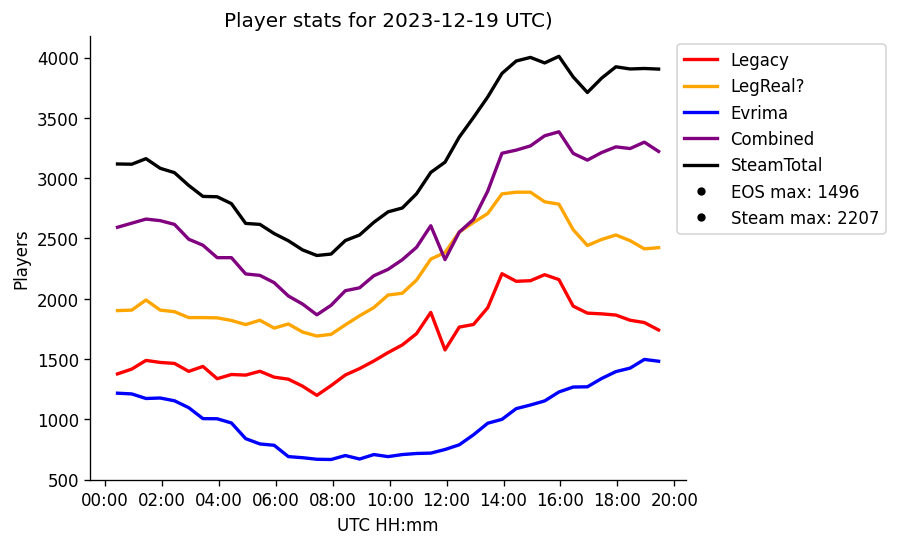 Player stats for 2023-12-19 UTC)
Players
4000
3500
3000
2500
2000
1500
1000
500
00:00 02:00 04:00 06:00 08:00 10:00 12:00 14:00 16:00 18:00 20:00
UTC HH:mm
Legacy
LegReal?
Evrima
Combined
SteamTotal
EOS max: 1496
Steam max: 2207